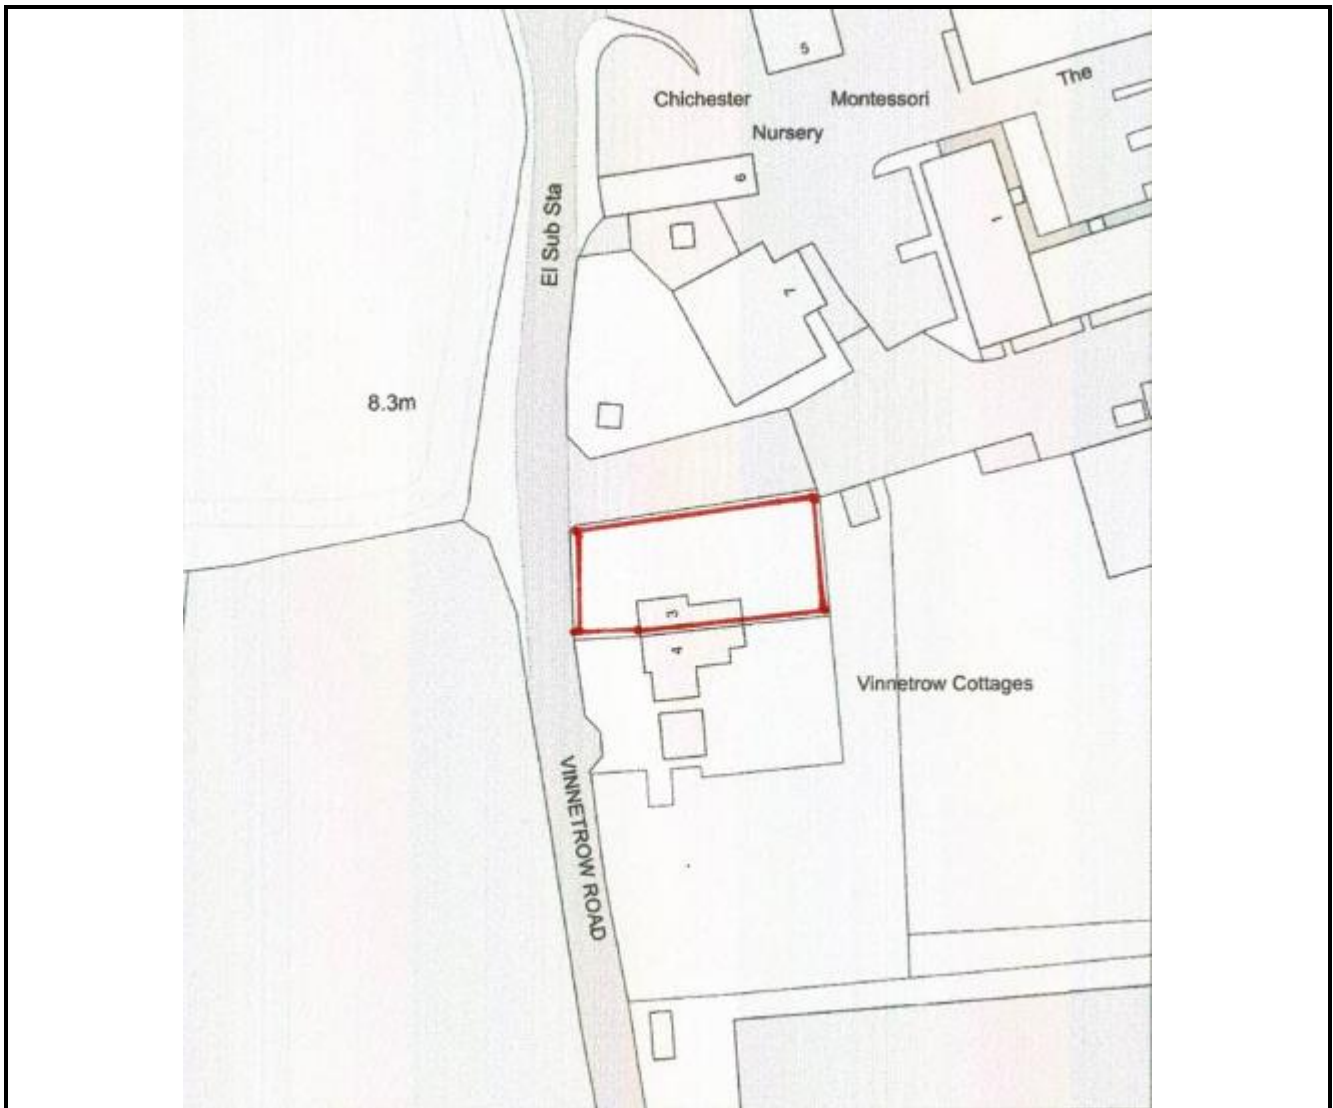 5
The
Chichester Montessori
Nursery
6
El Sub Sta
1
7
8.3m
3
4
Vinnetrow Cottages
VINNETROW ROAD